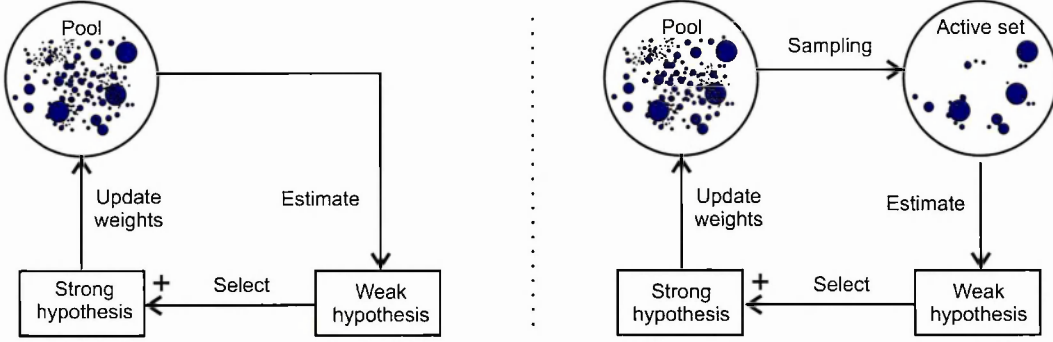 Pool
Estimate
Update
weights
Strong
hypothesis
+
Select
Weak
hypothesis
Pool
Sampling
Active set
Update
weights
Estimate
Strong
hypothesis
+
Select
Weak
hypothesis